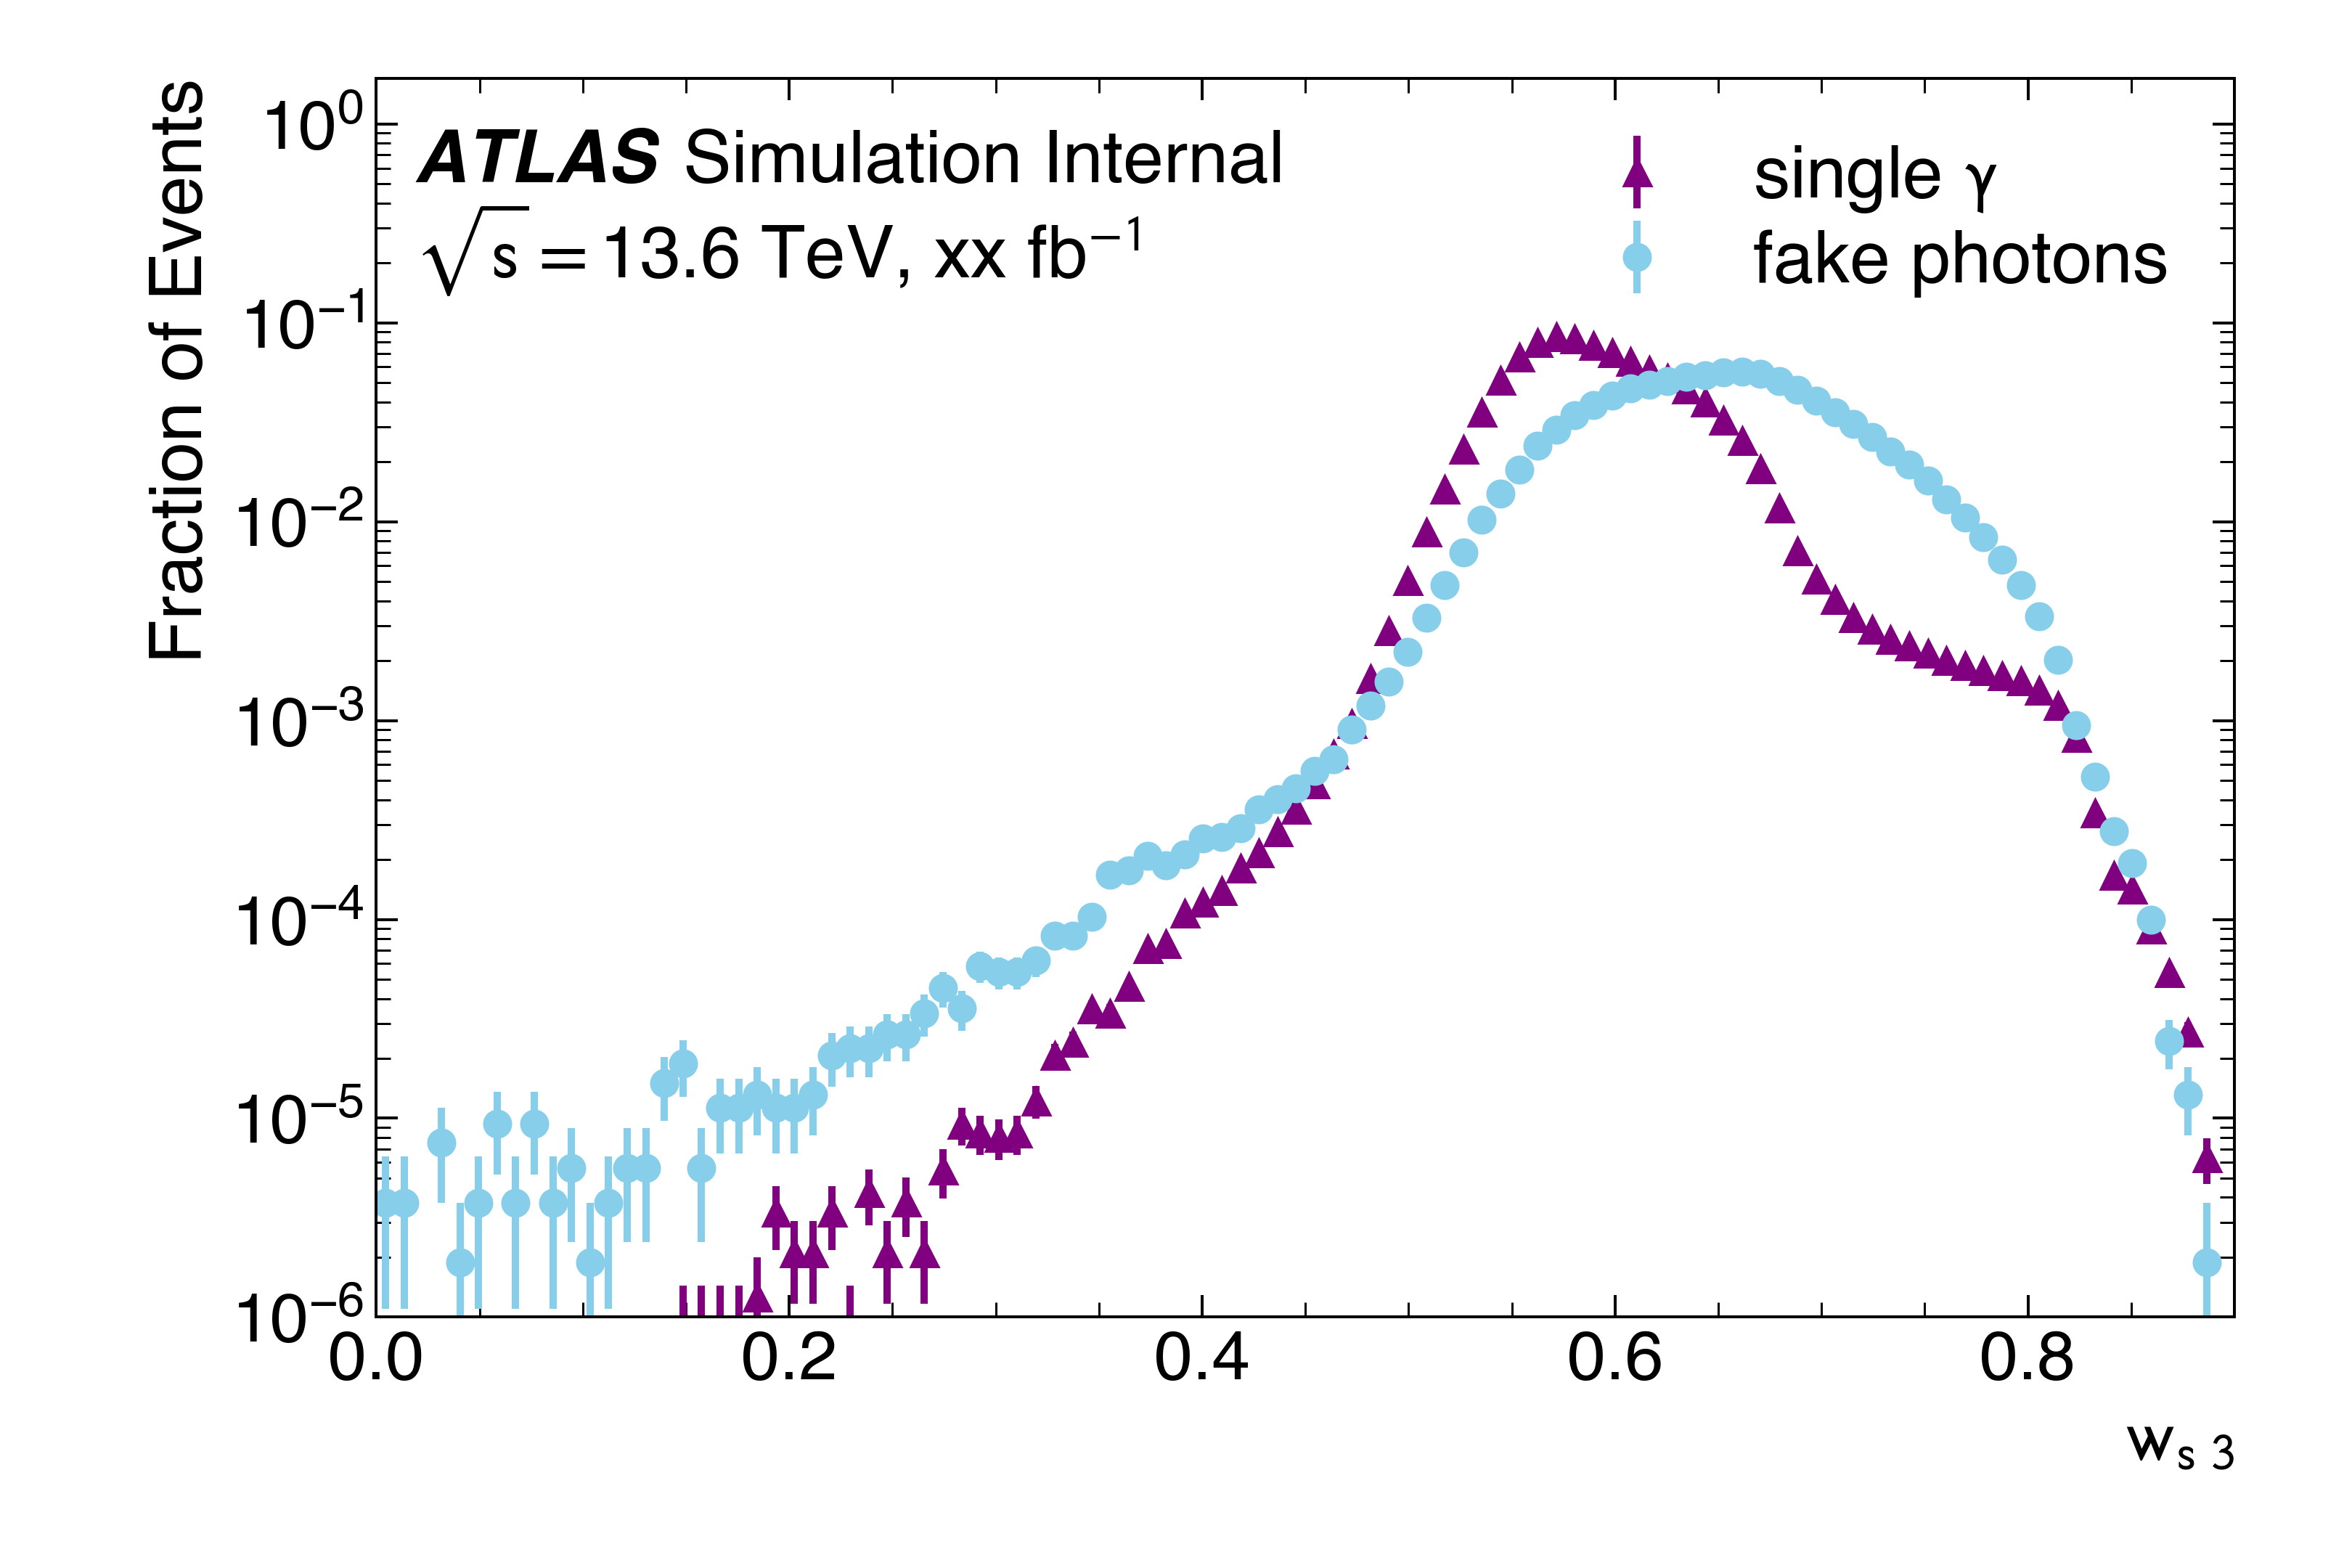 Fraction of Events
10⁰
10⁻¹
10⁻²
10⁻³
10⁻⁴
10⁻⁵
10⁻⁶
ATLAS Simulation Internal
√s = 13.6 TeV, xx fb⁻¹
single γ
fake photons
0.0 0.2 0.4 0.6 0.8
wₛ ₃